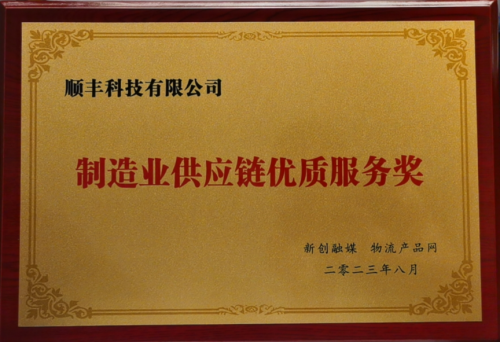 顺丰科技有限公司
制造业供应链优质服务奖
新创融媒 物流产品网
二零二三年八月